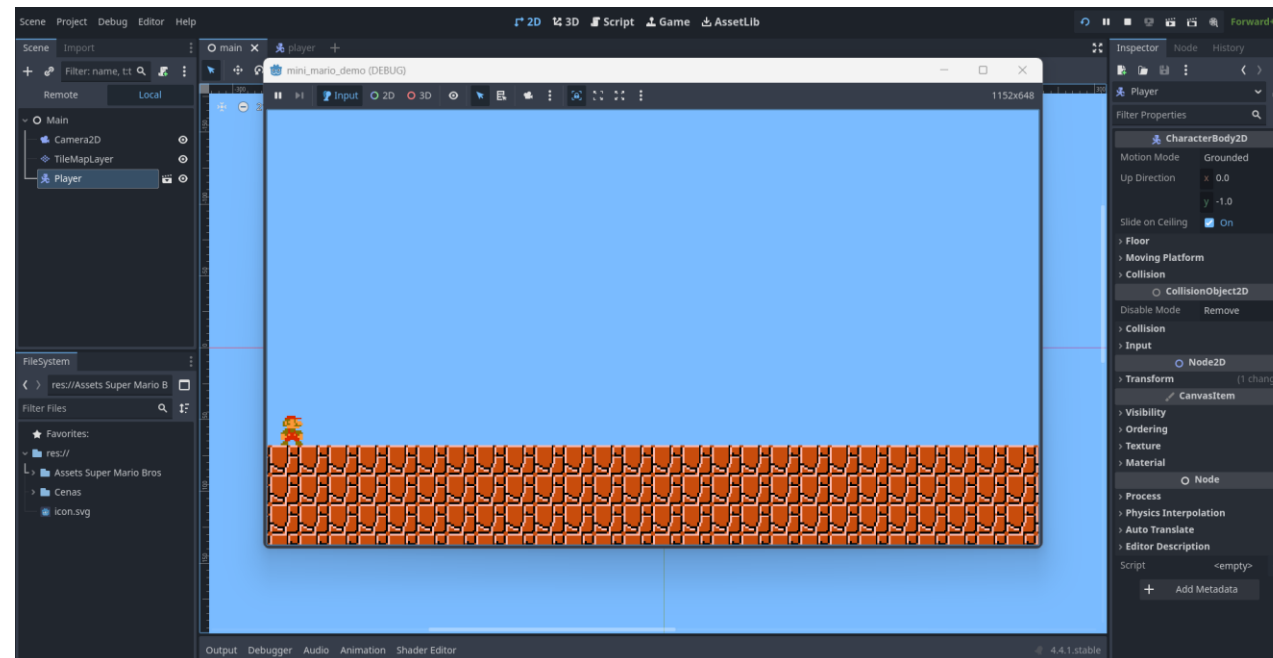 Scene Project Debug Editor Help
2D 3D Script Game AssetLib
Forward+
Scene Import
main player
Inspector Node History
Filter: name, t:t
mini_mario_demo (DEBUG)
Remote Local
Input 2D 3D
1152x648
Player
Filter Properties
Main
Camera2D
TileMapLayer
Player
CharacterBody2D
Motion Mode Grounded
Up Direction x 0.0
y -1.0
Slide on Ceiling On
Floor
Moving Platform
Collision
CollisionObject2D
Disable Mode Remove
Collision
Input
Node2D
Transform (1 chang
CanvasItem
Visibility
Ordering
Texture
Material
Node
Process
Physics Interpolation
Auto Translate
Editor Description
Script <empty>
Add Metadata
FileSystem
res://Assets Super Mario B
Filter Files
Favorites:
res://
Assets Super Mario Bros
Cenas
icon.svg
Output Debugger Audio Animation Shader Editor
4.4.1.stable